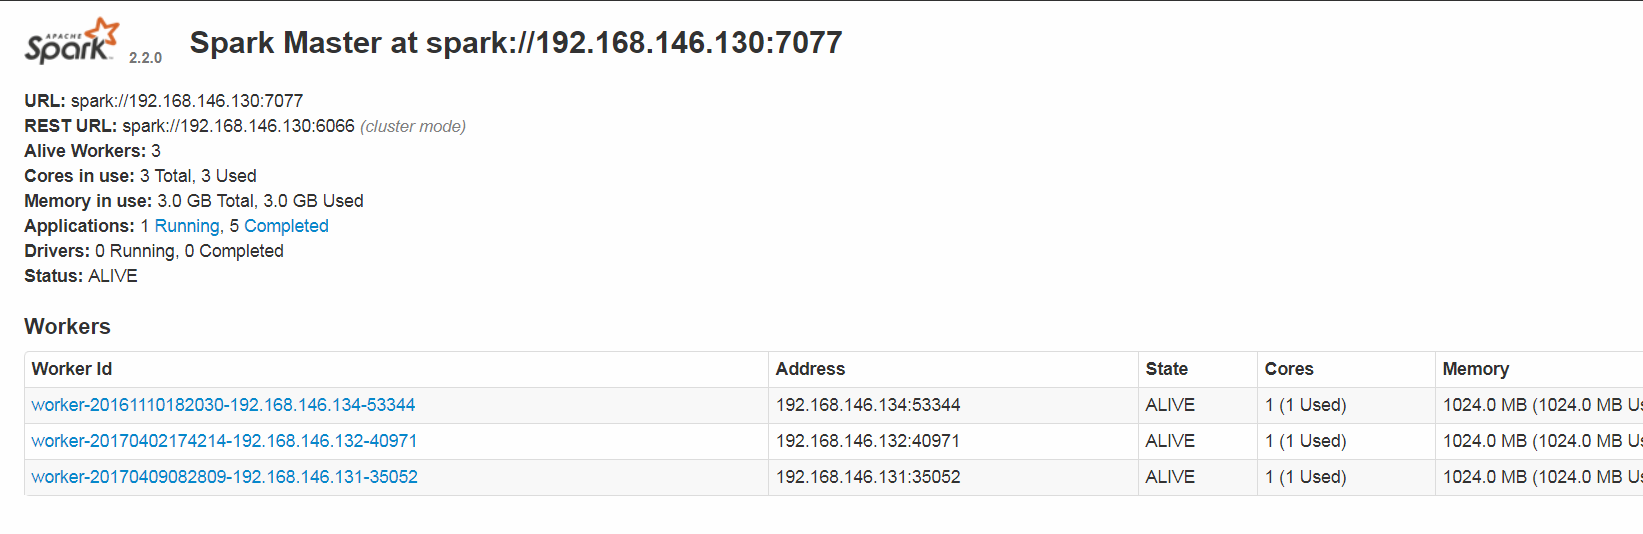 APACHE
Spark 2.2.0 Spark Master at spark://192.168.146.130:7077
URL: spark://192.168.146.130:7077
REST URL: spark://192.168.146.130:6066 (cluster mode)
Alive Workers: 3
Cores in use: 3 Total, 3 Used
Memory in use: 3.0 GB Total, 3.0 GB Used
Applications: 1 Running, 5 Completed
Drivers: 0 Running, 0 Completed
Status: ALIVE
Workers
Worker Id Address State Cores Memory
worker-20161110182030-192.168.146.134-53344 192.168.146.134:53344 ALIVE 1 (1 Used) 1024.0 MB (1024.0 MB
worker-20170402174214-192.168.146.132-40971 192.168.146.132:40971 ALIVE 1 (1 Used) 1024.0 MB (1024.0 MB
worker-20170409082809-192.168.146.131-35052 192.168.146.131:35052 ALIVE 1 (1 Used) 1024.0 MB (1024.0 MB